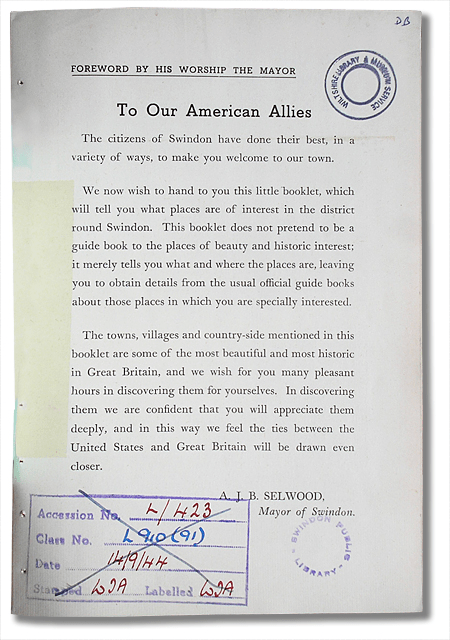 DB
WILTSHIRE LIBRARY & MUSEUM SERVICE
FOREWORD BY HIS WORSHIP THE MAYOR
To Our American Allies
The citizens of Swindon have done their best, in a
variety of ways, to make you welcome to our town.
We now wish to hand to you this little booklet, which
will tell you what places are of interest in the district
round Swindon. This booklet does not pretend to be a
guide book to the places of beauty and historic interest;
it merely tells you what and where the places are, leaving
you to obtain details from the usual official guide books
about those places in which you are specially interested.
The towns, villages and country-side mentioned in this
booklet are some of the most beautiful and most historic
in Great Britain, and we wish for you many pleasant
hours in discovering them for yourselves. In discovering
them we are confident that you will appreciate them
deeply, and in this way we feel the ties between the
United States and Great Britain will be drawn even
closer.
A. J. B. SELWOOD,
Mayor of Swindon.
Accession No. L/423
Class No. L910(91)
Date 14/9/44
Stamped WJA Labelled WJA
SWINDON PUBLIC LIBRARY